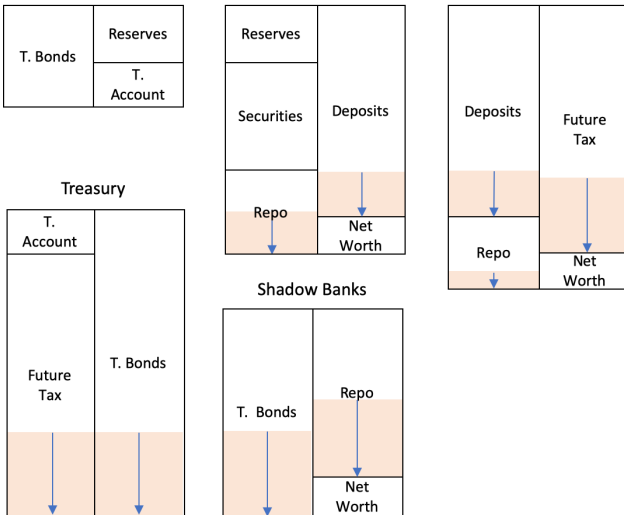 T. Bonds
Reserves
T.
Account
Reserves
Securities
Repo
Deposits
Net
Worth
Deposits
Repo
Future
Tax
Net
Worth
Treasury
T.
Account
Future
Tax
T. Bonds
Shadow Banks
T. Bonds
Repo
Net
Worth